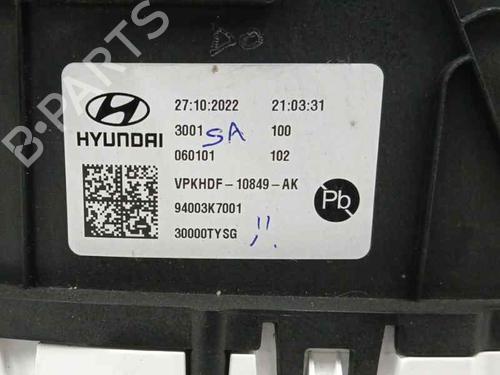 B-PARTS
HYUNDAI
27:10:2022 21:03:31
3001 SA 100
060101 102
VPKHDF-10849-AK
94003K7001
30000TYSG !!
Pb